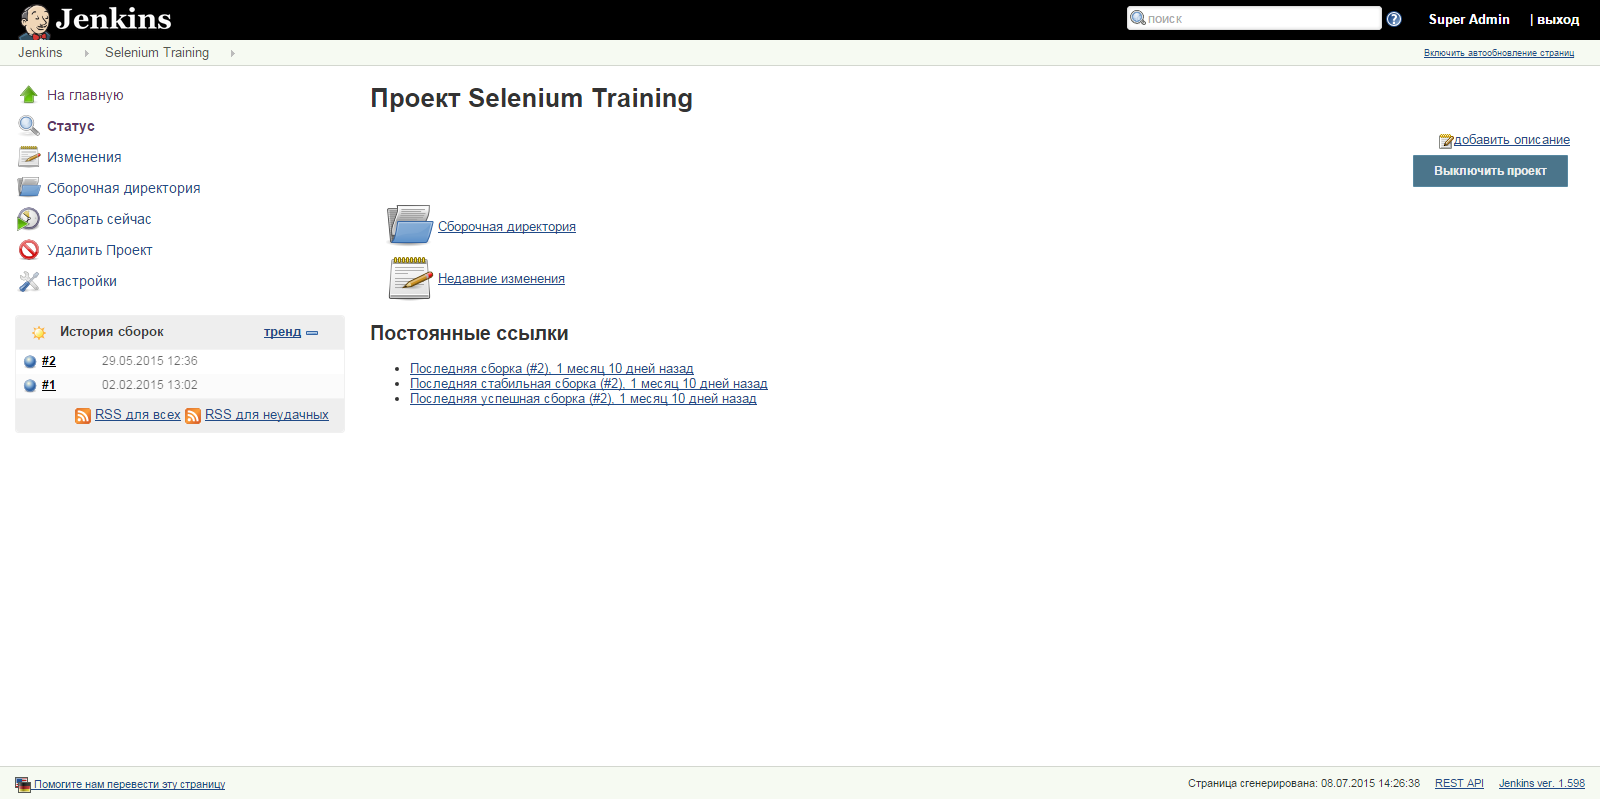 Jenkins
поиск
Super Admin
| выход
Jenkins
Selenium Training
Включить автообновление страниц
На главную
Статус
Изменения
Сборочная директория
Собрать сейчас
Удалить Проект
Настройки
История сборок
тренд
#2 29.05.2015 12:36
#1 02.02.2015 13:02
RSS для всех RSS для неудачных
Проект Selenium Training
добавить описание
Выключить проект
Сборочная директория
Недавние изменения
Постоянные ссылки
Последняя сборка (#2), 1 месяц 10 дней назад
Последняя стабильная сборка (#2), 1 месяц 10 дней назад
Последняя успешная сборка (#2), 1 месяц 10 дней назад
Помогите нам перевести эту страницу
Страница сгенерирована: 08.07.2015 14:26:38
REST API
Jenkins ver. 1.598